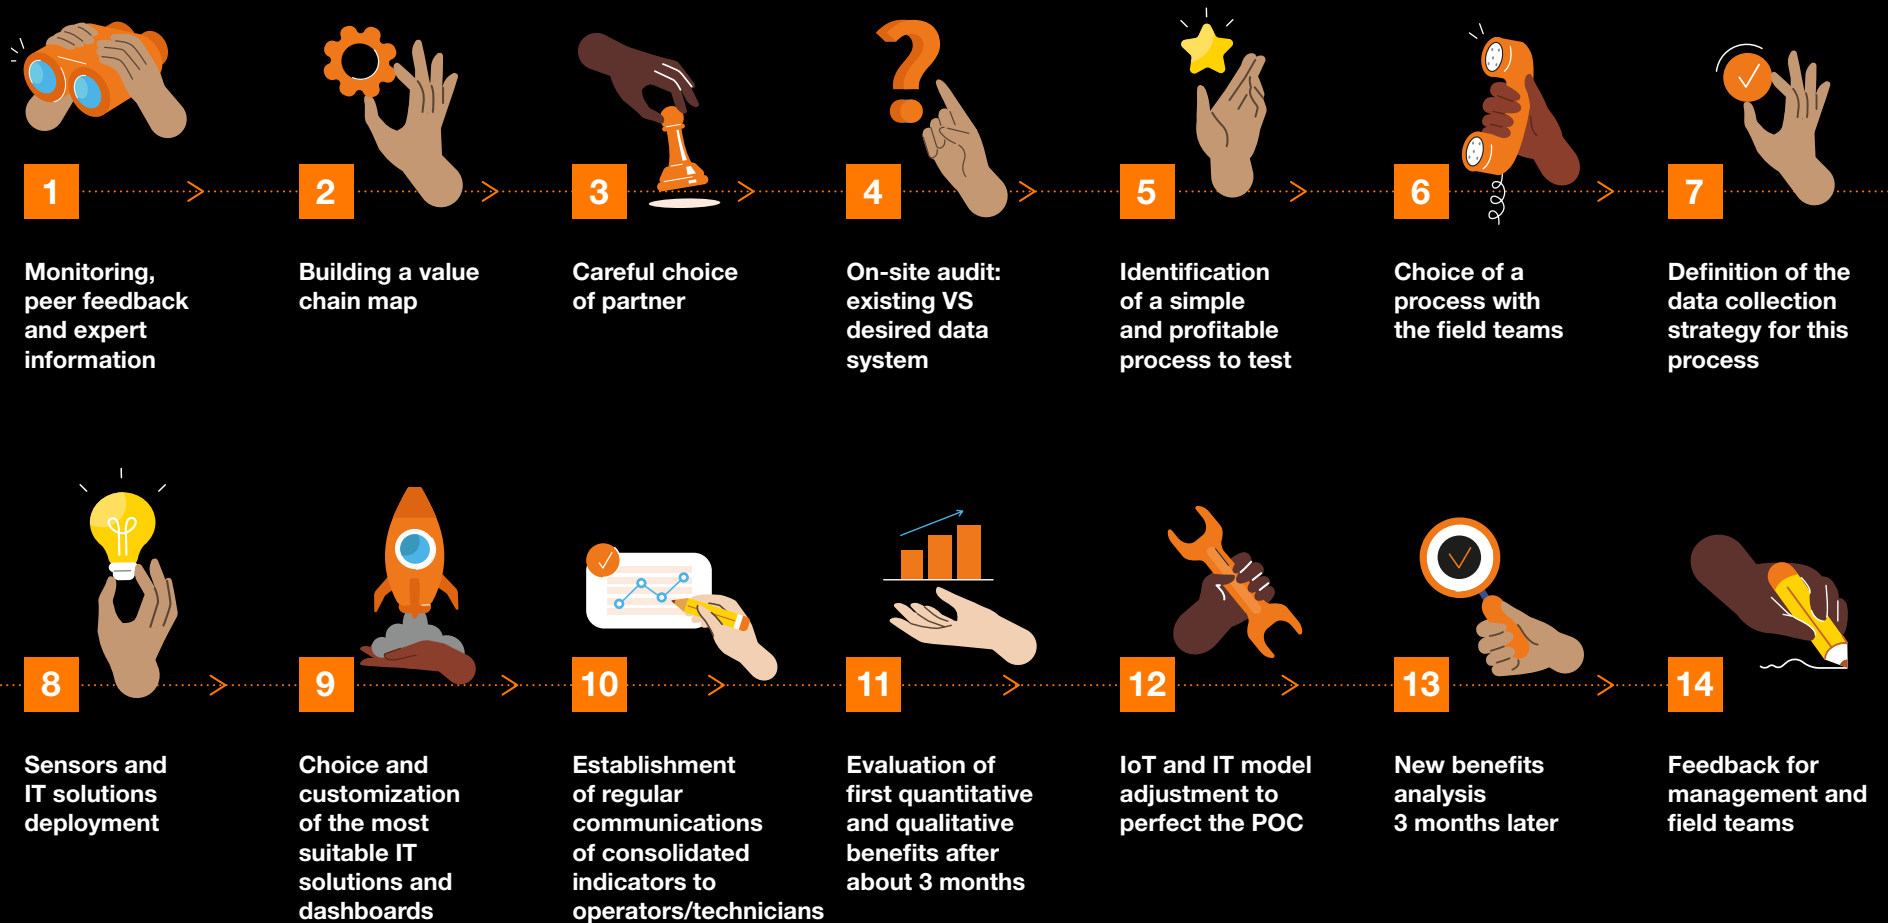 1
Monitoring,
peer feedback
and expert
information
2
Building a value
chain map
3
Careful choice
of partner
4
On-site audit:
existing VS
desired data
system
5
Identification
of a simple
and profitable
process to test
6
Choice of a
process with
the field teams
7
Definition of the
data collection
strategy for this
process
8
Sensors and
IT solutions
deployment
9
Choice and
customization
of the most
suitable IT
solutions and
dashboards
10
Establishment
of regular
communications
of consolidated
indicators to
operators/technicians
11
Evaluation of
first quantitative
and qualitative
benefits after
about 3 months
12
IoT and IT model
adjustment to
perfect the POC
13
New benefits
analysis
3 months later
14
Feedback for
management and
field teams